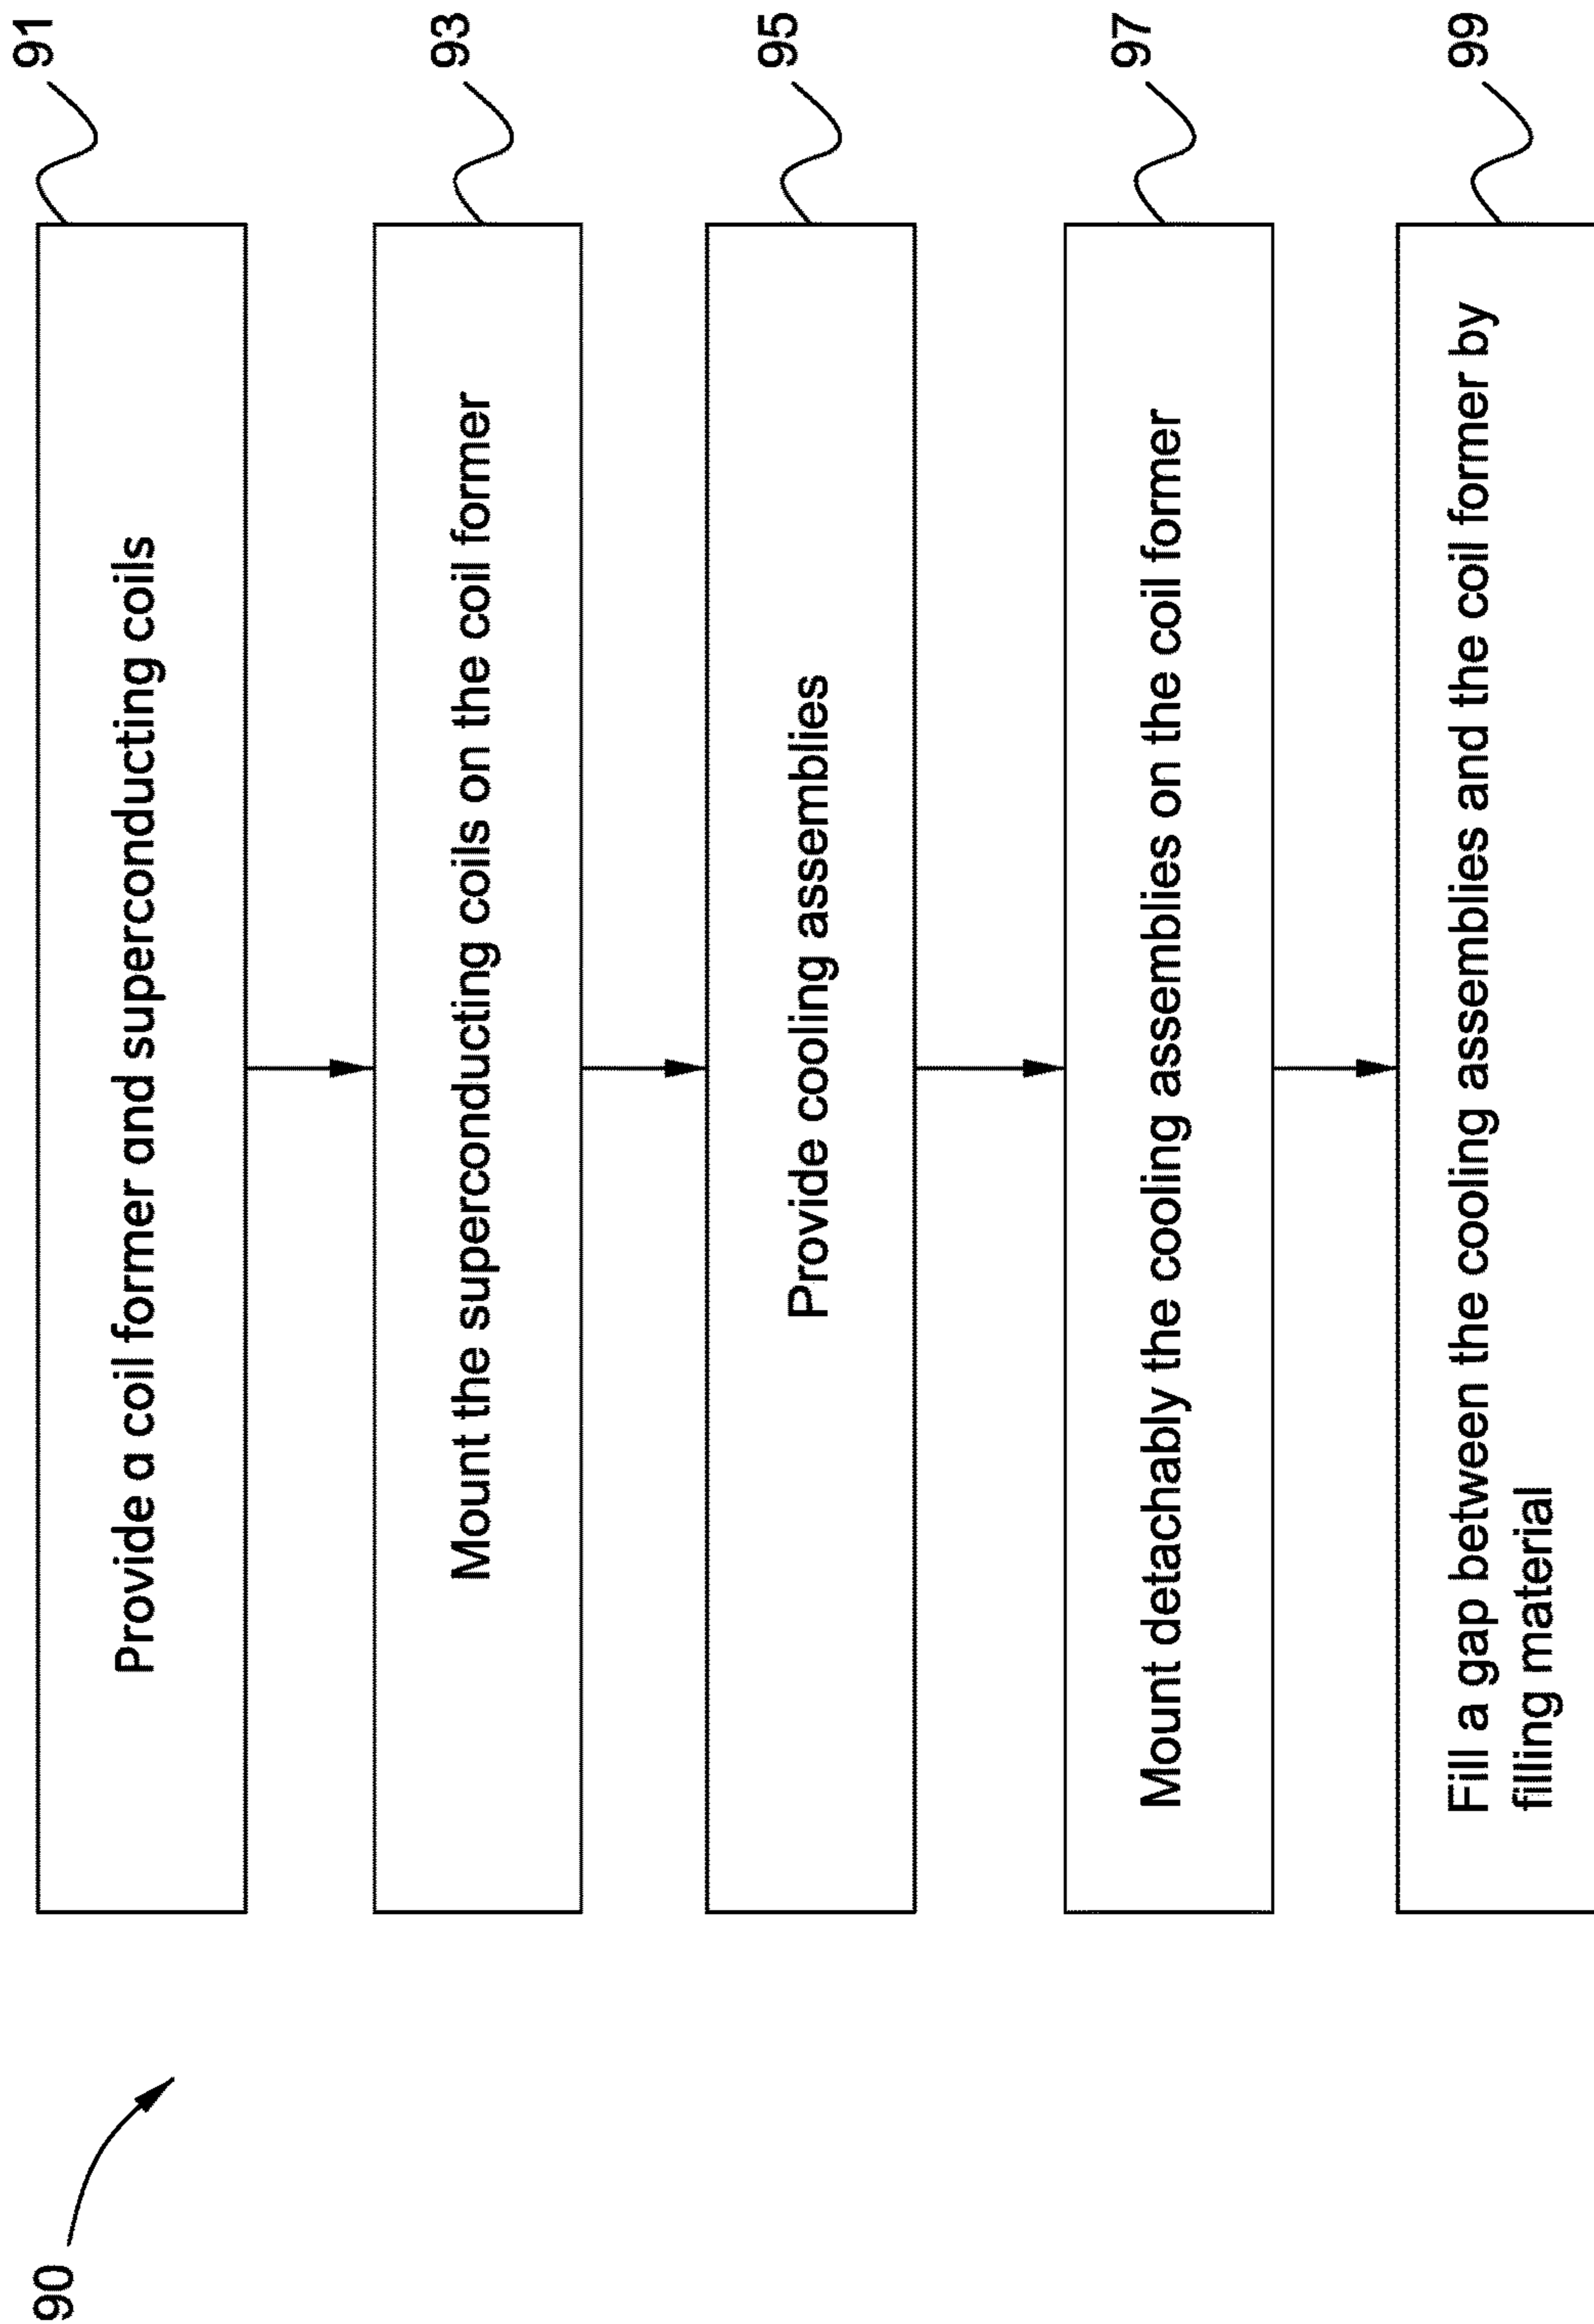 90
Provide a coil former and superconducting coils
91
Mount the superconducting coils on the coil former
93
Provide cooling assemblies
95
Mount detachably the cooling assemblies on the coil former
97
Fill a gap between the cooling assemblies and the coil former by
filling material
99